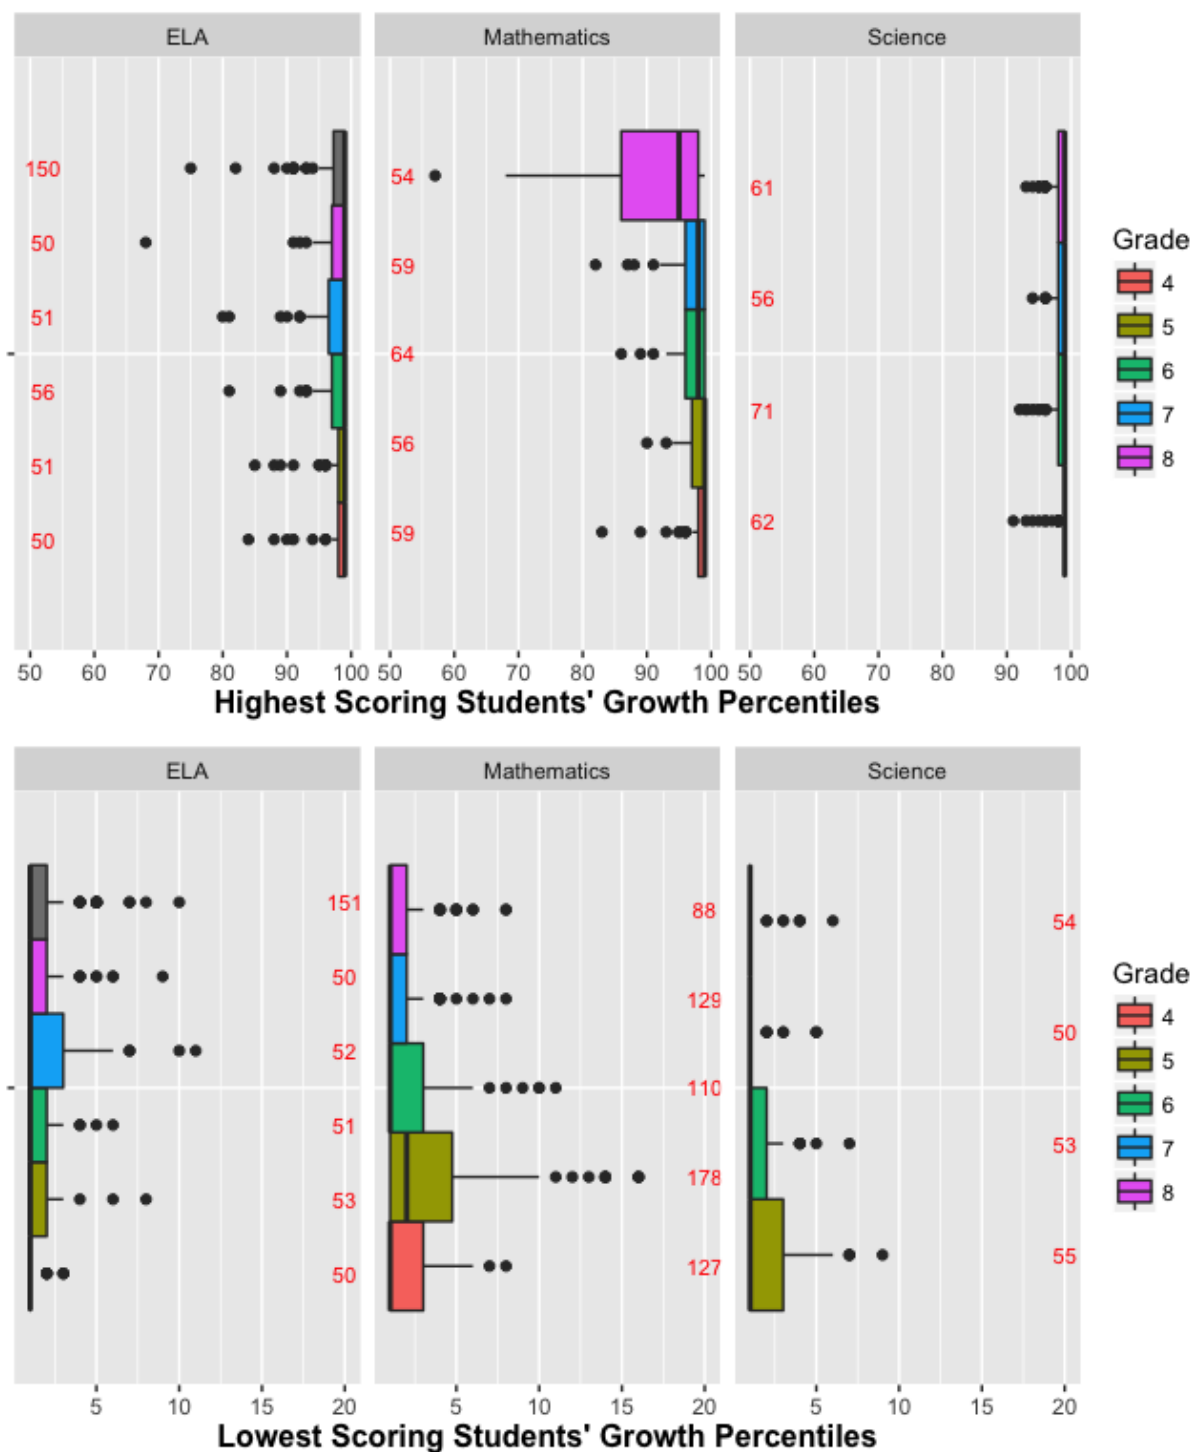 ELA Mathematics Science
150 54 61
50 59 56
51 64 71
56 56 62
51 59
50
Grade
4
5
6
7
8
50 60 70 80 90 100 50 60 70 80 90 100 50 60 70 80 90 100
Highest Scoring Students' Growth Percentiles
ELA Mathematics Science
151 88 54
50 129 50
52 110 53
51 178 55
53 127
50
Grade
4
5
6
7
8
5 10 15 20 5 10 15 20 5 10 15 20
Lowest Scoring Students' Growth Percentiles